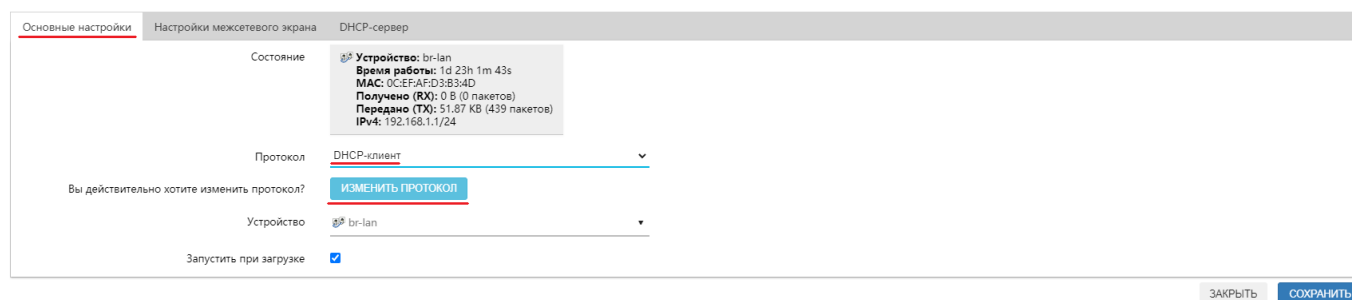 Основные настройки Настройки межсетевого экрана DHCP-сервер
Состояние
Устройство: br-lan
Время работы: 1d 23h 1m 43s
MAC: 0C:EF:AF:D3:B3:4D
Получено (RX): 0 B (0 пакетов)
Передано (TX): 51.87 KB (439 пакетов)
IPv4: 192.168.1.1/24
Протокол DHCP-клиент
Вы действительно хотите изменить протокол? ИЗМЕНИТЬ ПРОТОКОЛ
Устройство br-lan
Запустить при загрузке
ЗАКРЫТЬ СОХРАНИТЬ